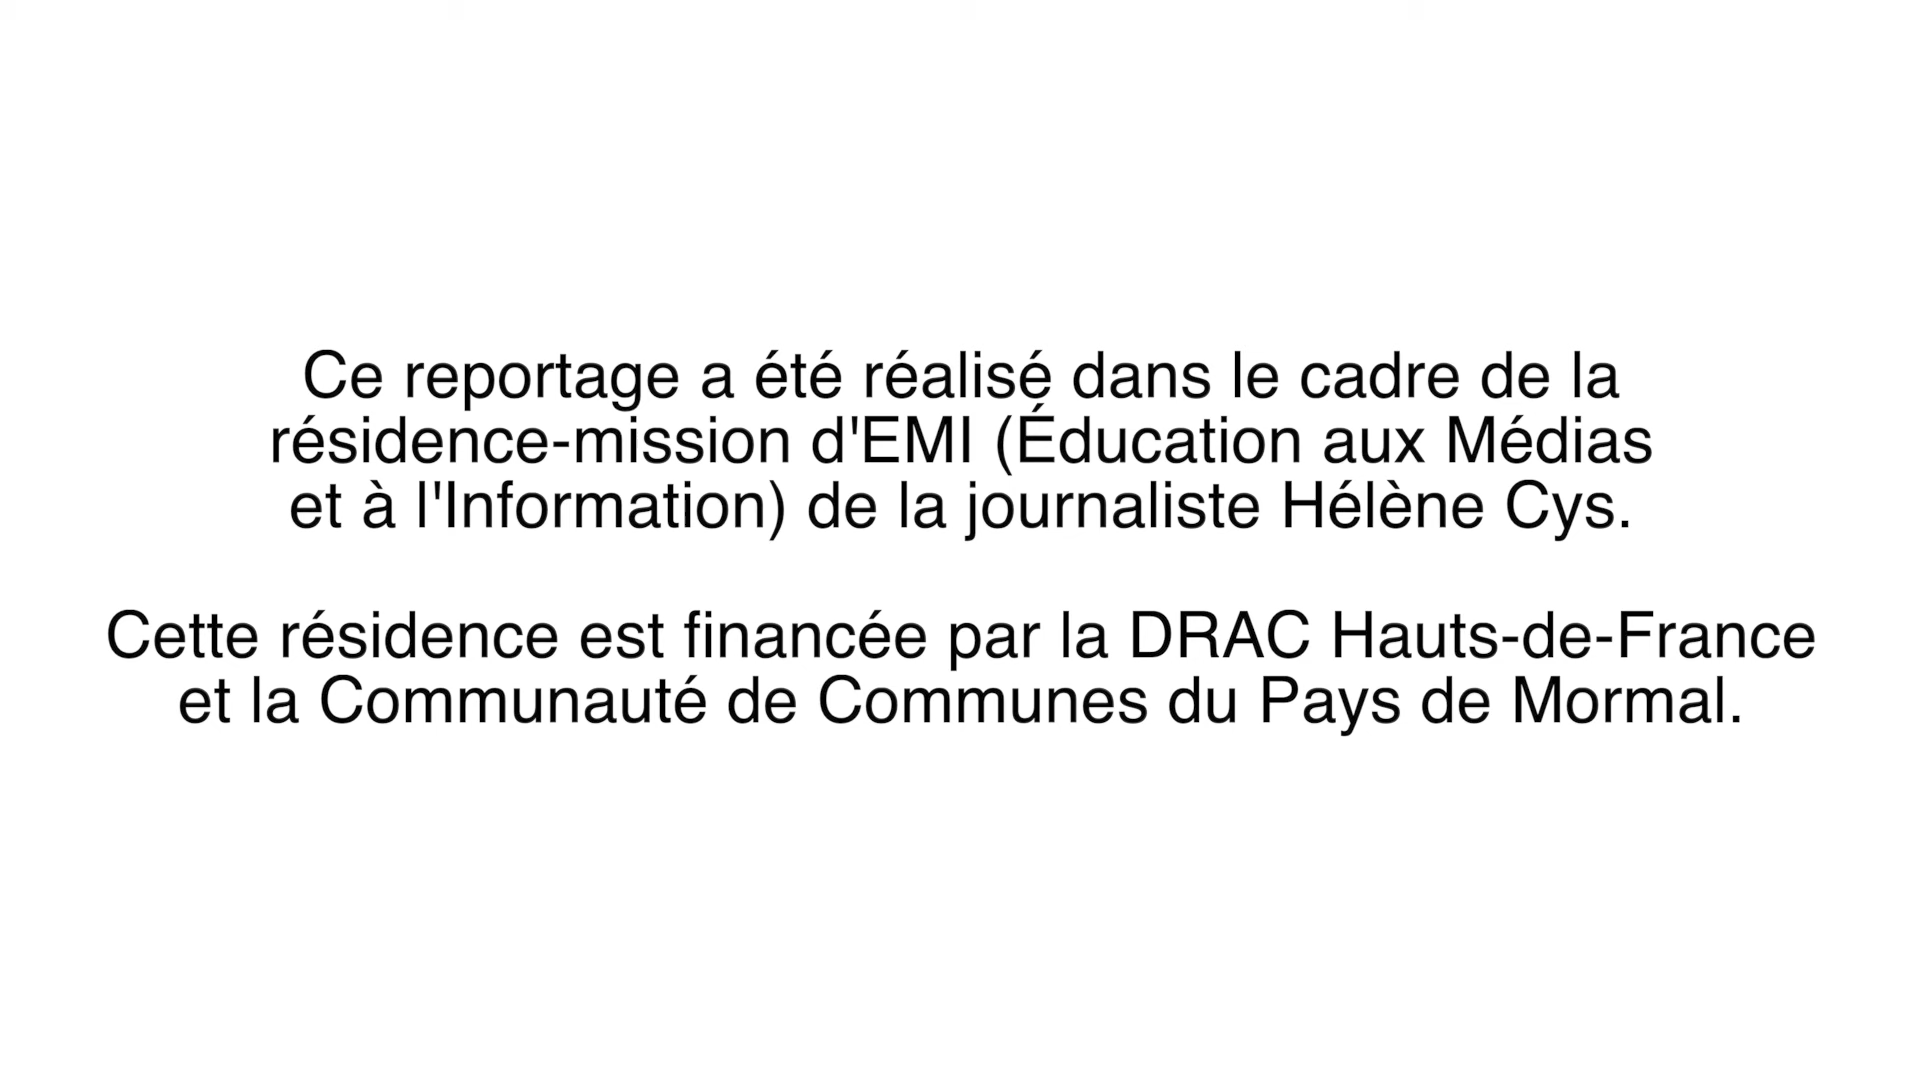 Ce reportage a été réalisé dans le cadre de la
résidence-mission d'EMI (Éducation aux Médias
et à l'Information) de la journaliste Hélène Cys.
Cette résidence est financée par la DRAC Hauts-de-France
et la Communauté de Communes du Pays de Mormal.